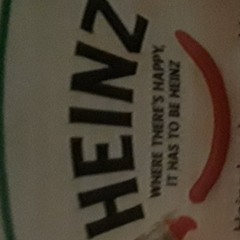 HEINZ
WHERE THERE'S HAPPY,
IT HAS TO BE HEINZ